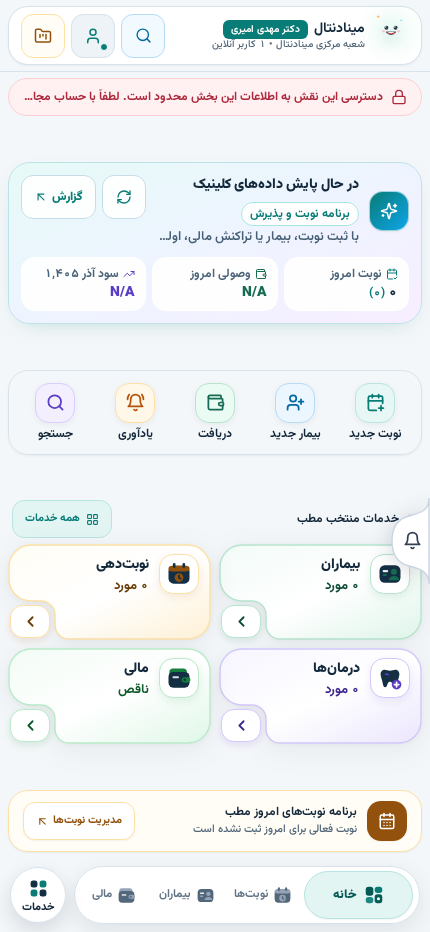 مینادنتال دکتر مهدی امیری
شعبه مرکزی مینادنتال • ۱ کاربر آنلاین
دسترسی این نقش به اطلاعات این بخش محدود است. لطفاً با حساب مجا...
در حال پایش داده‌های کلینیک
برنامه نوبت و پذیرش
با ثبت نوبت، بیمار یا تراکنش مالی، اولـ...
گزارش
نوبت امروز
۰ (۰)
وصولی امروز
N/A
سود آذر ۱,۴۰۵
N/A
نوبت جدید
بیمار جدید
دریافت
یادآوری
جستجو
خدمات منتخب مطب
همه خدمات
بیماران
۰ مورد
نوبت‌دهی
۰ مورد
درمان‌ها
۰ مورد
مالی
ناقص
برنامه نوبت‌های امروز مطب
نوبت فعالی برای امروز ثبت نشده است
مدیریت نوبت‌ها
خانه
نوبت‌ها
بیماران
مالی
خدمات